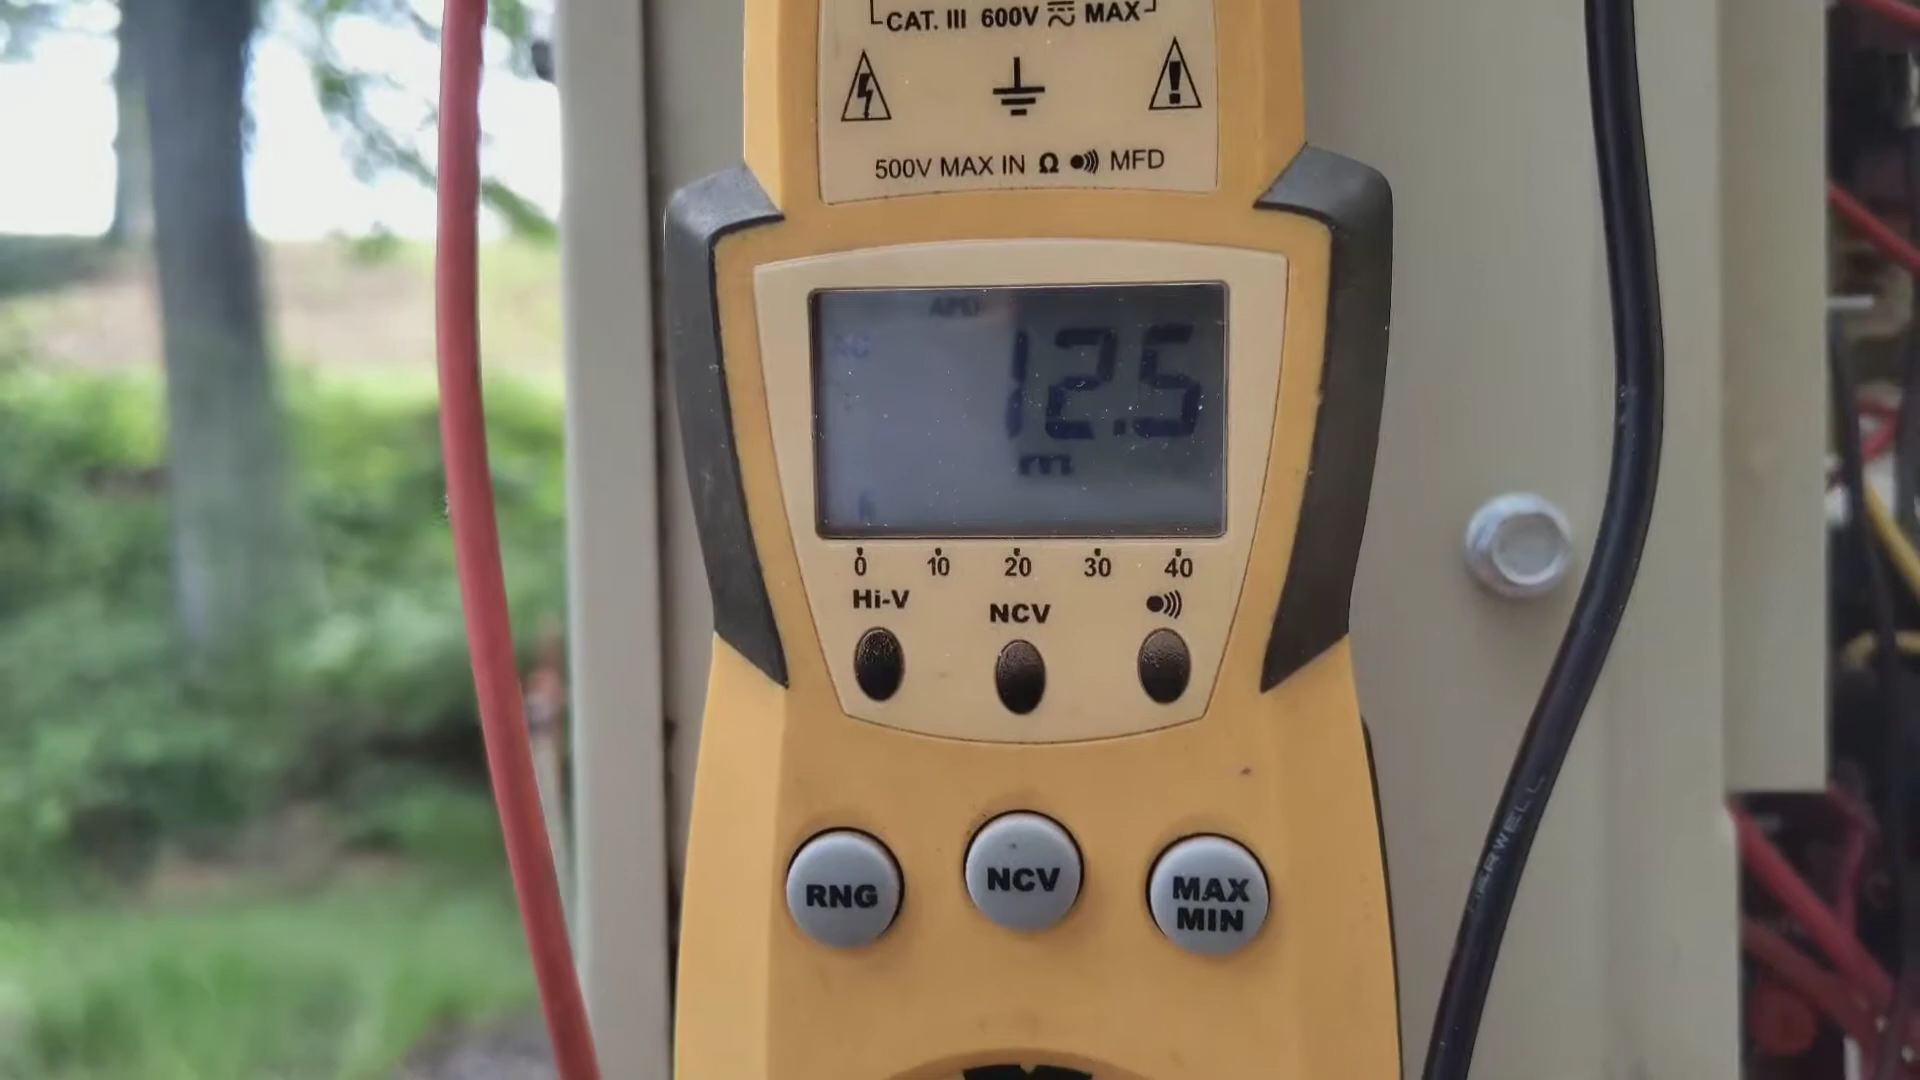 CAT. III 600V MAX
500V MAX IN Ω MFD
APO
12.5
m
0 10 20 30 40
Hi-V
NCV
RNG
NCV
MAX
MIN